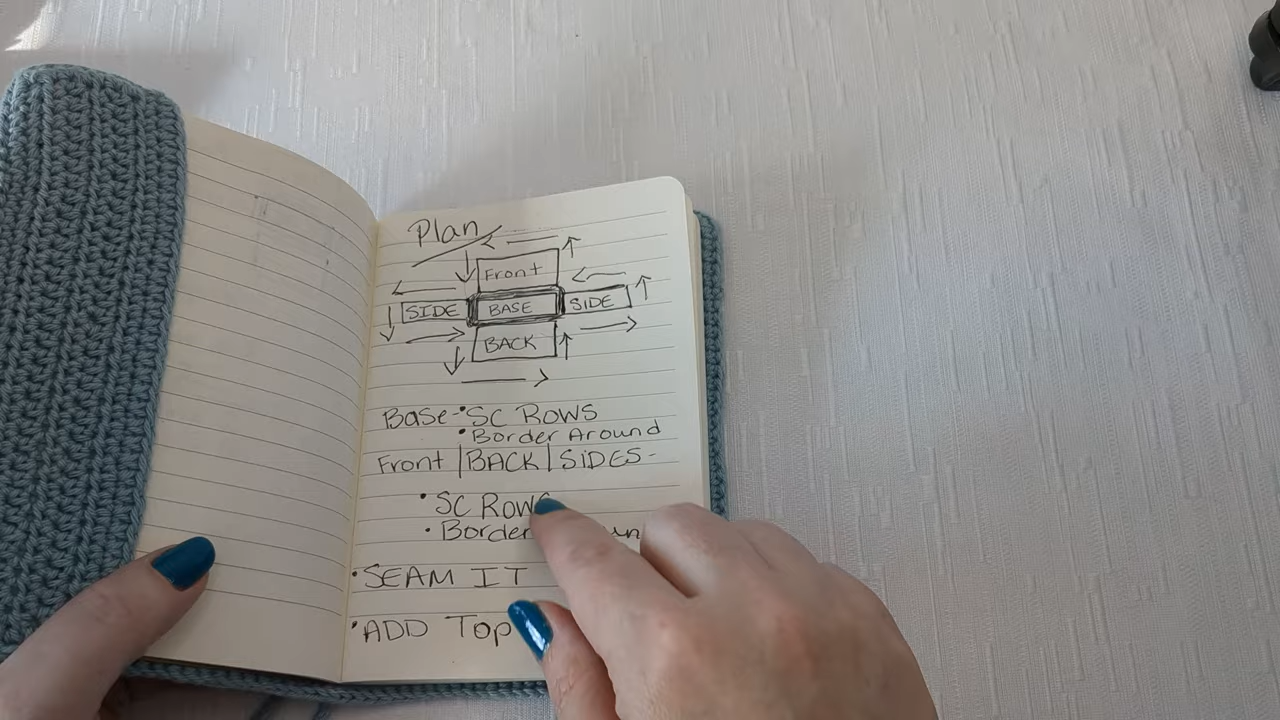 Plan
Front
SIDE BASE SIDE
BACK
Base-•SC ROWS
•Border Around
Front |BACK| SIDES-
•SC ROWS
•Border
•SEAM IT
•ADD Top